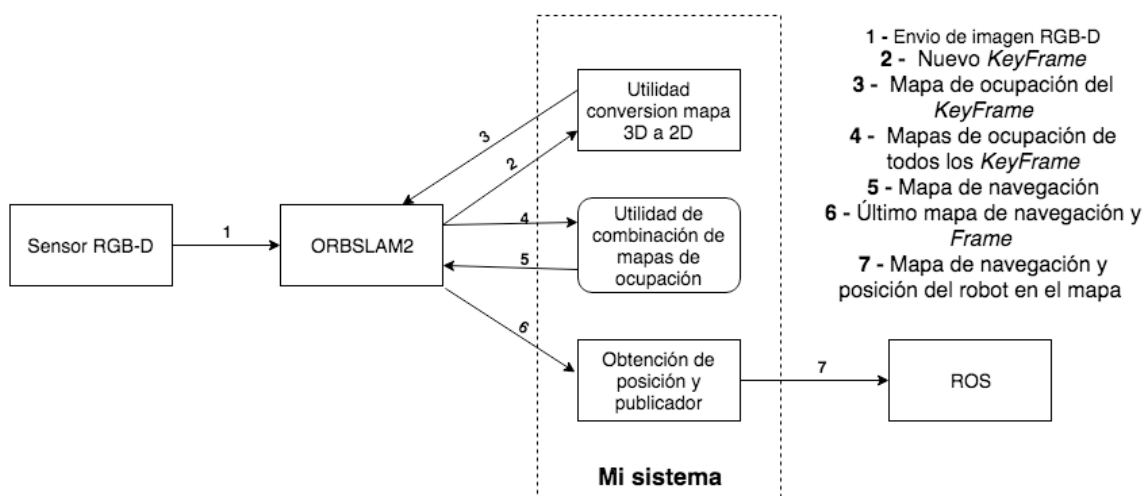 Utilidad
conversion mapa
3D a 2D
3
2
Sensor RGB-D
1
ORBSLAM2
4
5
Utilidad de
combinación de
mapas de
ocupación
6
Obtención de
posición y
publicador
7
ROS
Mi sistema
1 - Envio de imagen RGB-D
2 - Nuevo KeyFrame
3 - Mapa de ocupación del
KeyFrame
4 - Mapas de ocupación de
todos los KeyFrame
5 - Mapa de navegación
6 - Último mapa de navegación y
Frame
7 - Mapa de navegación y
posición del robot en el mapa